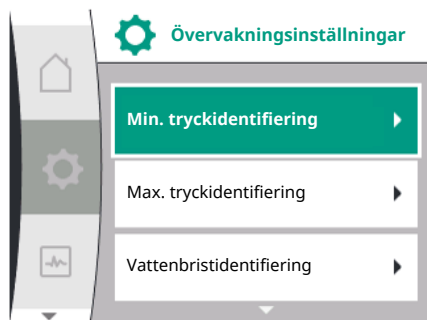 Övervakningsinställningar
Min. tryckidentifiering
Max. tryckidentifiering
Vattenbristidentifiering